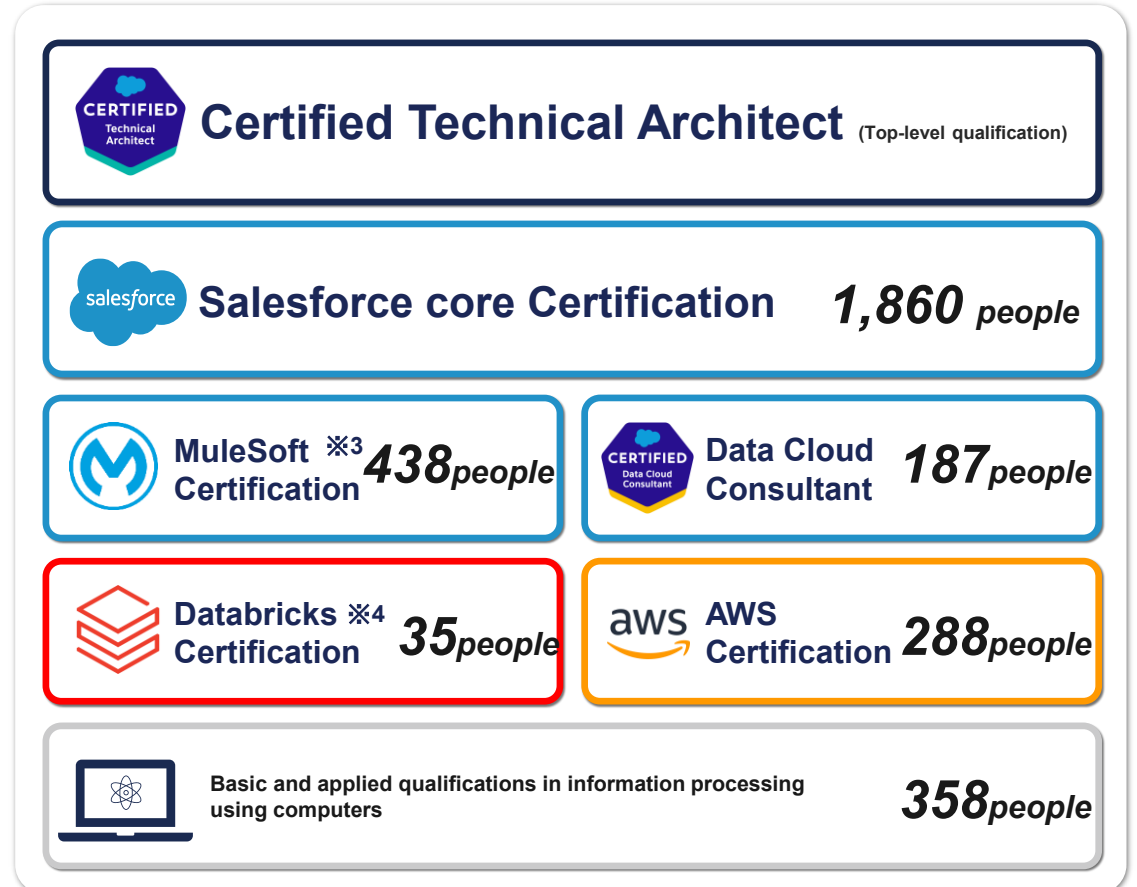 CERTIFIED
Technical
Architect
Certified Technical Architect (Top-level qualification)
salesforce
Salesforce core Certification 1,860 people
MuleSoft ※3
Certification
438people
CERTIFIED
Data Cloud
Consultant
Data Cloud
Consultant
187people
Databricks ※4
Certification
35people
aws
AWS
Certification
288people
Basic and applied qualifications in information processing
using computers
358people